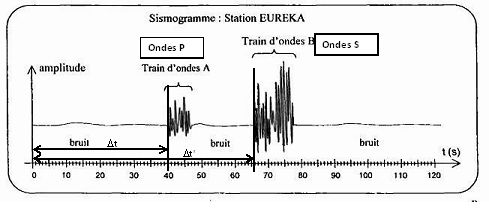 Sismogramme : Station EUREKA
Ondes P
Ondes S
Train d'ondes A
Train d'ondes B
amplitude
bruit
Δt
bruit
Δt'
bruit
t (s)
0 10 20 30 40 50 60 70 80 90 100 110 120